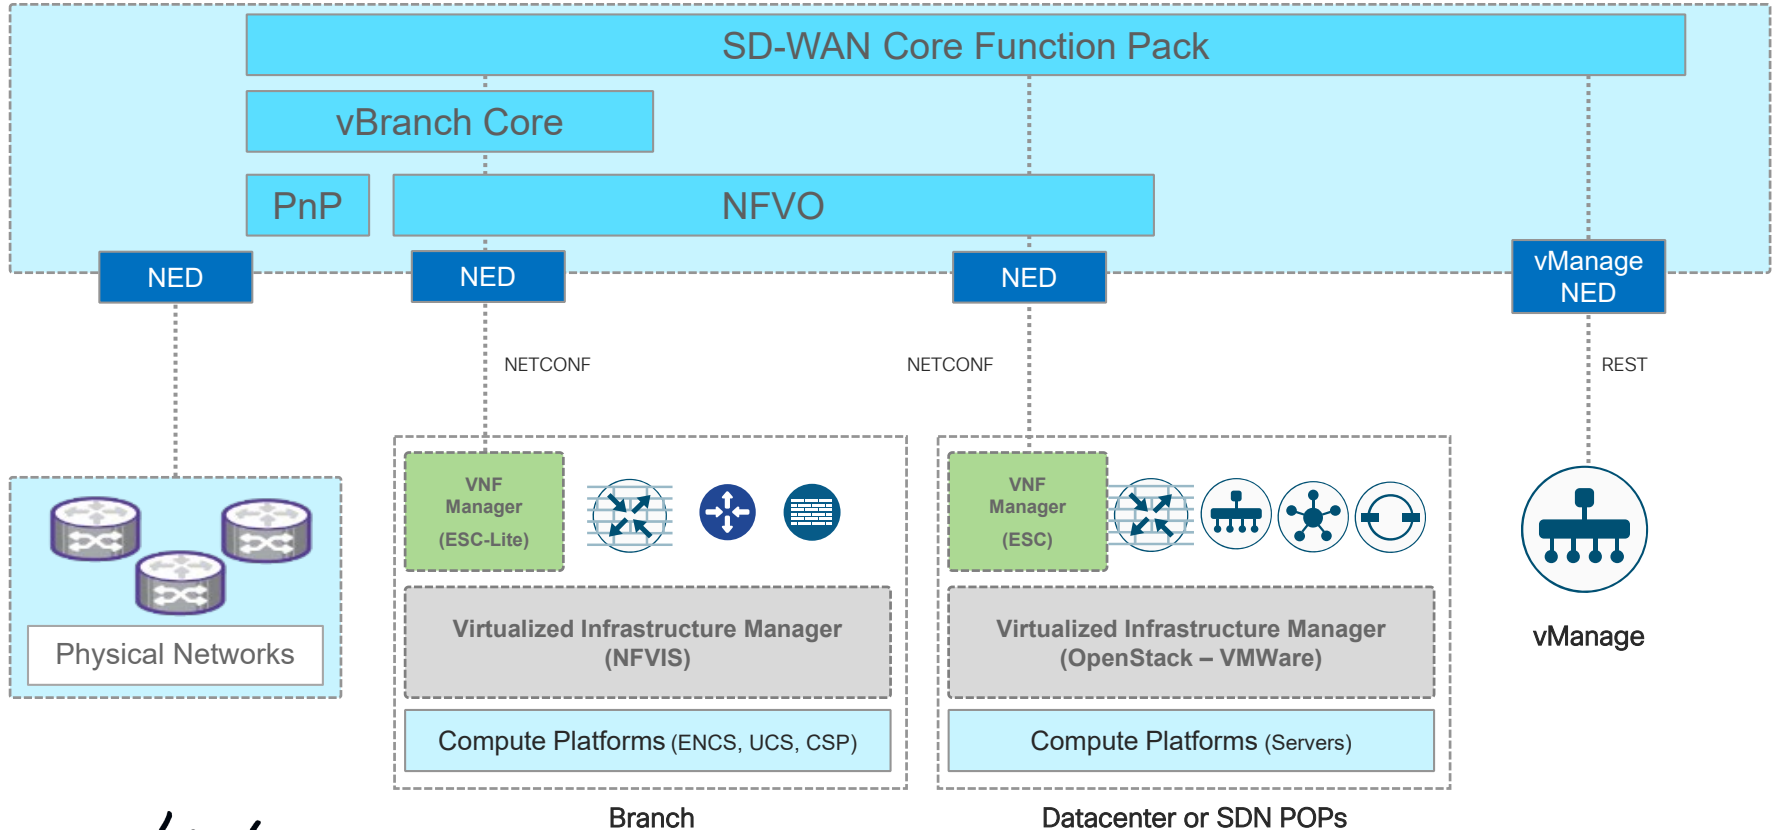 SD-WAN Core Function Pack
vBranch Core
PnP
NFVO
NED
NED
NED
vManage
NED
NETCONF
NETCONF
REST
Physical Networks
VNF
Manager
(ESC-Lite)
Virtualized Infrastructure Manager
(NFVIS)
Compute Platforms (ENCS, UCS, CSP)
Branch
VNF
Manager
(ESC)
Virtualized Infrastructure Manager
(OpenStack – VMWare)
Compute Platforms (Servers)
Datacenter or SDN POPs
vManage